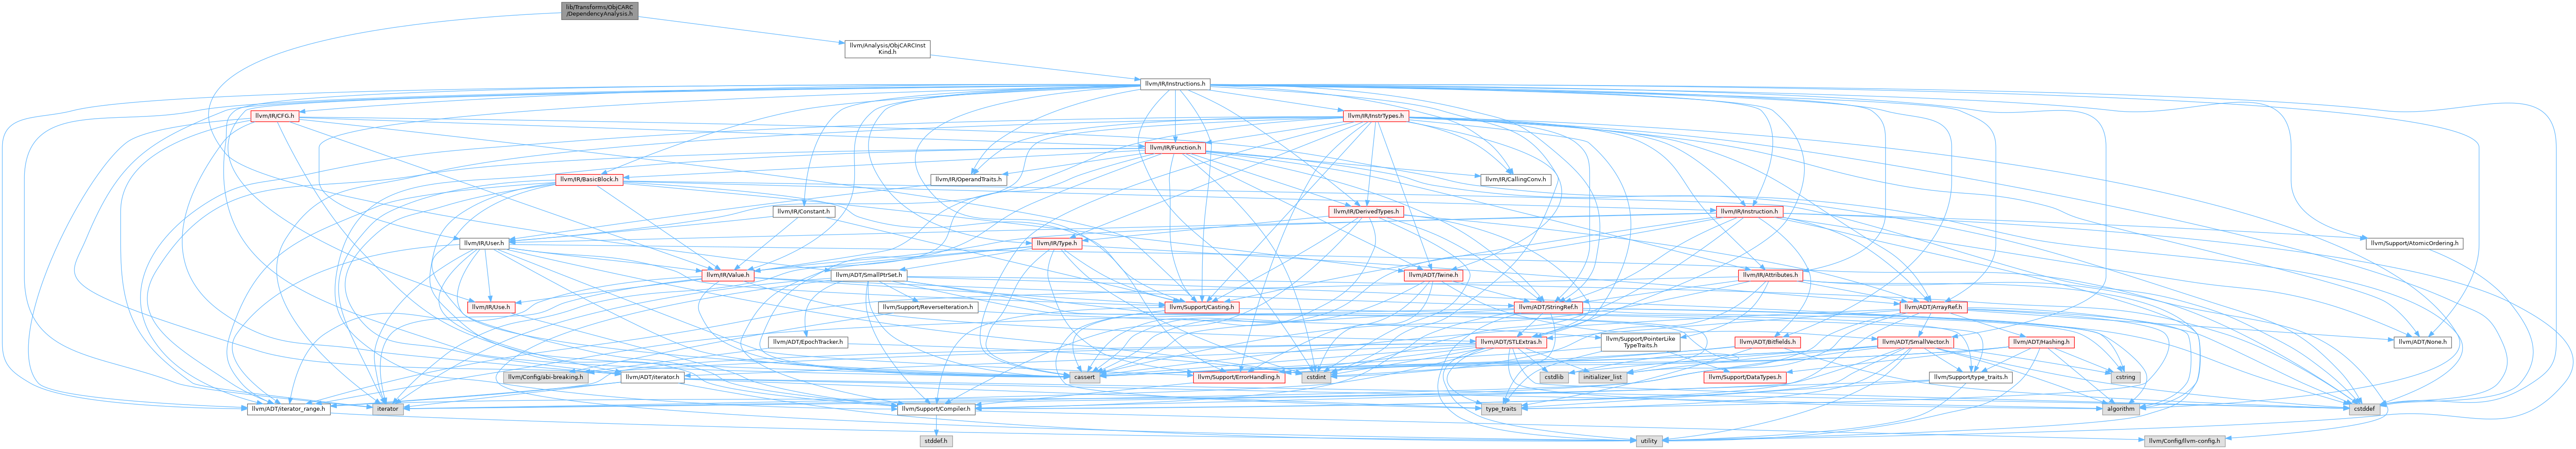 lib/Transforms/ObjCARC
/DependencyAnalysis.h
llvm/Analysis/ObjCARCInst
Kind.h
llvm/IR/Instructions.h
llvm/IR/CFG.h
llvm/IR/InstrTypes.h
llvm/IR/Function.h
llvm/IR/BasicBlock.h
llvm/IR/OperandTraits.h
llvm/IR/CallingConv.h
llvm/IR/Constant.h
llvm/IR/DerivedTypes.h
llvm/IR/Instruction.h
llvm/IR/User.h
llvm/IR/Type.h
llvm/Support/AtomicOrdering.h
llvm/IR/Value.h
llvm/ADT/SmallPtrSet.h
llvm/ADT/Twine.h
llvm/IR/Attributes.h
llvm/IR/Use.h
llvm/Support/ReverseIteration.h
llvm/Support/Casting.h
llvm/ADT/StringRef.h
llvm/ADT/ArrayRef.h
llvm/ADT/EpochTracker.h
llvm/ADT/STLExtras.h
llvm/Support/PointerLike
TypeTraits.h
llvm/ADT/Bitfields.h
llvm/ADT/SmallVector.h
llvm/ADT/Hashing.h
llvm/ADT/None.h
llvm/Config/abi-breaking.h
llvm/ADT/iterator.h
cassert
llvm/Support/ErrorHandling.h
cstdint
cstdlib
initializer_list
llvm/Support/DataTypes.h
llvm/Support/type_traits.h
cstring
llvm/ADT/iterator_range.h
iterator
llvm/Support/Compiler.h
type_traits
algorithm
cstddef
stddef.h
utility
llvm/Config/llvm-config.h